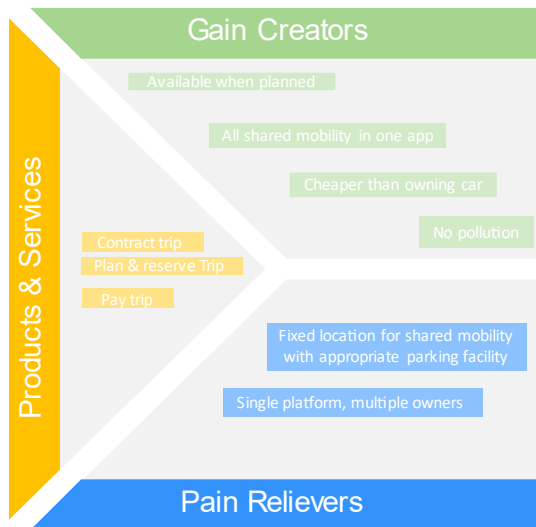 Gain Creators
Available when planned
All shared mobility in one app
Cheaper than owning car
No pollution
Products & Services
Contract trip
Plan & reserve Trip
Pay trip
Fixed location for shared mobility
with appropriate parking facility
Single platform, multiple owners
Pain Relievers